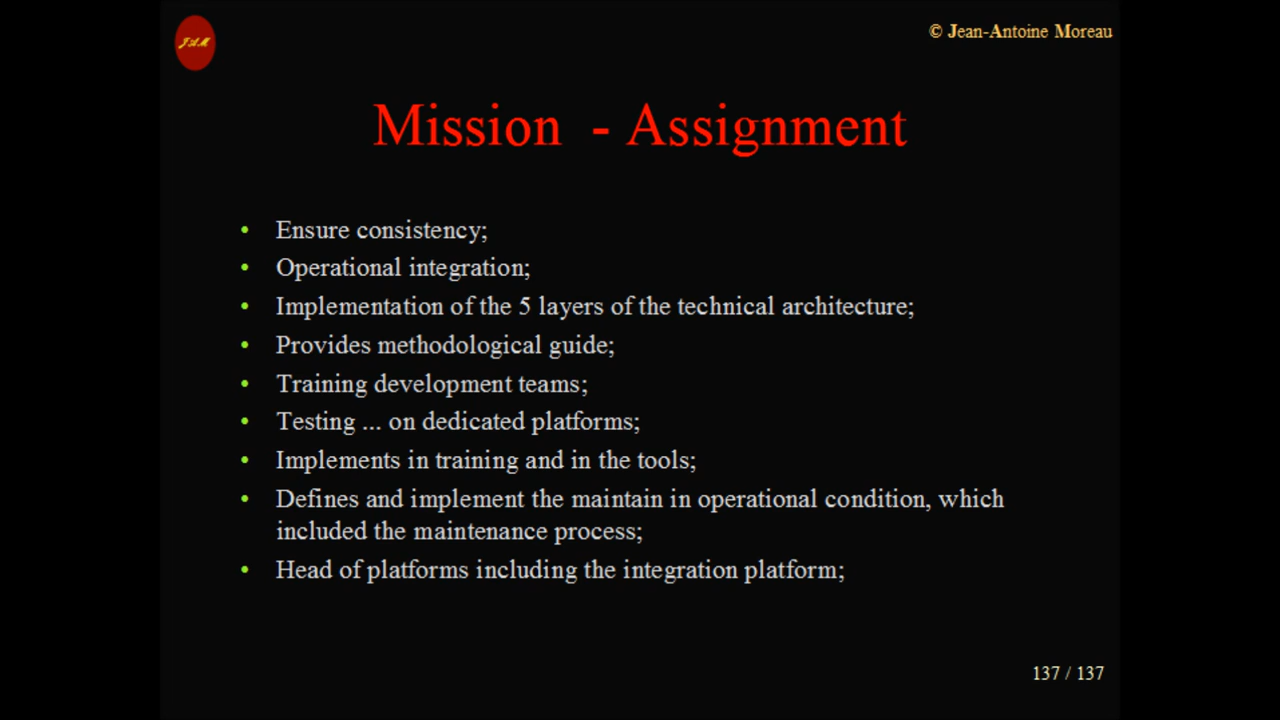 JAM
© Jean-Antoine Moreau
Mission - Assignment
• Ensure consistency;
• Operational integration;
• Implementation of the 5 layers of the technical architecture;
• Provides methodological guide;
• Training development teams;
• Testing ... on dedicated platforms;
• Implements in training and in the tools;
• Defines and implement the maintain in operational condition, which
included the maintenance process;
• Head of platforms including the integration platform;
137 / 137